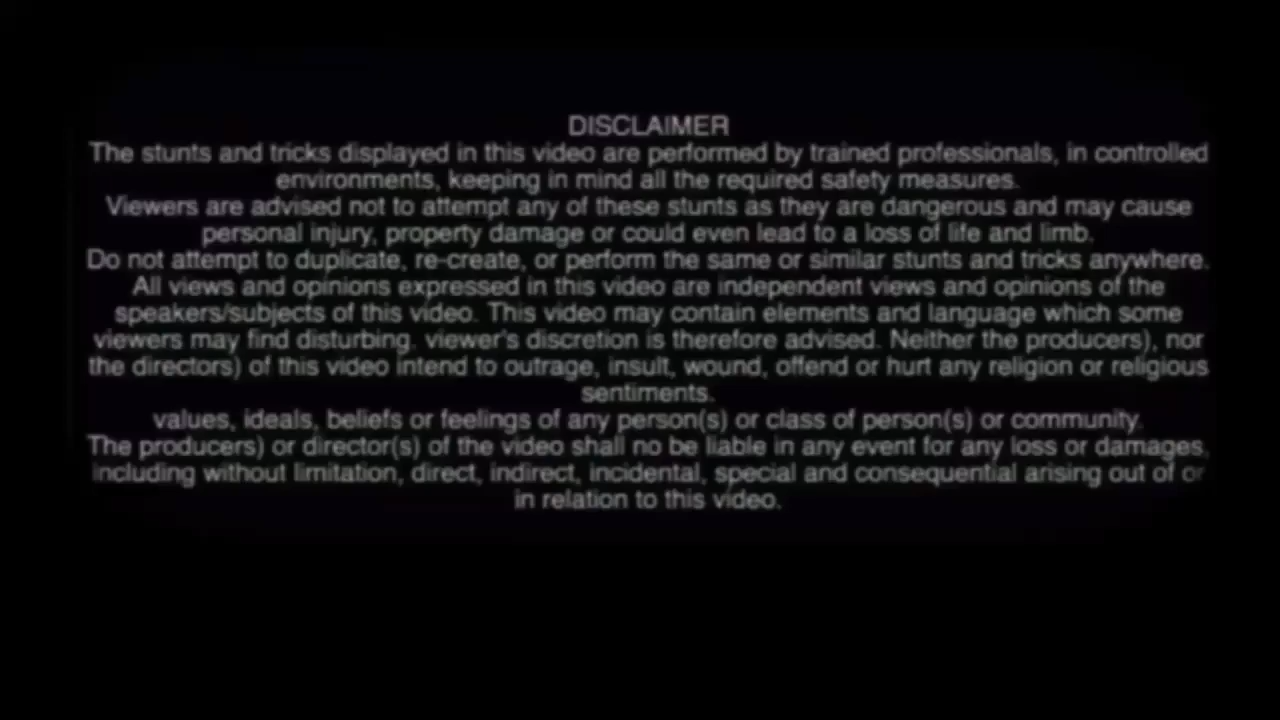 DISCLAIMER
The stunts and tricks displayed in this video are performed by trained professionals, in controlled
environments, keeping in mind all the required safety measures.
Viewers are advised not to attempt any of these stunts as they are dangerous and may cause
personal injury, property damage or could even lead to a loss of life and limb.
Do not attempt to duplicate, re-create, or perform the same or similar stunts and tricks anywhere.
All views and opinions expressed in this video are independent views and opinions of the
speakers/subjects of this video. This video may contain elements and language which some
viewers may find disturbing. viewer's discretion is therefore advised. Neither the producers), nor
the directors) of this video intend to outrage, insult, wound, offend or hurt any religion or religious
sentiments.
values, ideals, beliefs or feelings of any person(s) or class of person(s) or community.
The producers) or director(s) of the video shall no be liable in any event for any loss or damages,
including without limitation, direct, indirect, incidental, special and consequential arising out of or
in relation to this video.